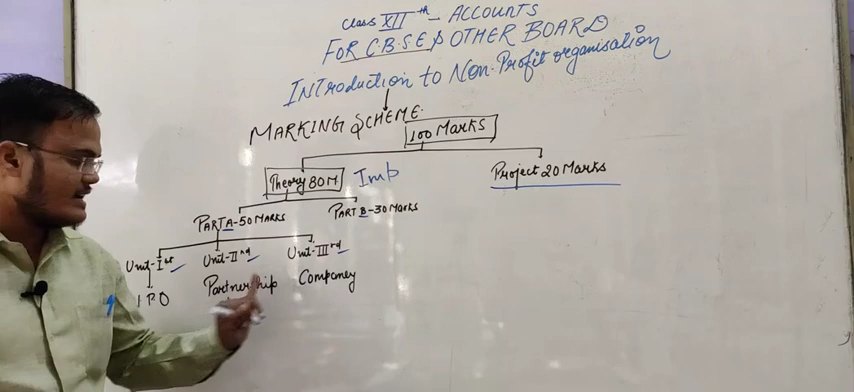 Class XIIth - ACCOUNTS
FOR C.B.S.E & OTHER BOARD
INTRODUCTION to Non-Profit organisation
MARKING SCHEME.
100 MARKS
Theory 80M Imp
Project 20 Marks
PART A-50 MARKS
PART B-30 MARKS
Unit-Ist
Unit-IInd
Unit-IIIrd
Partnership
Company